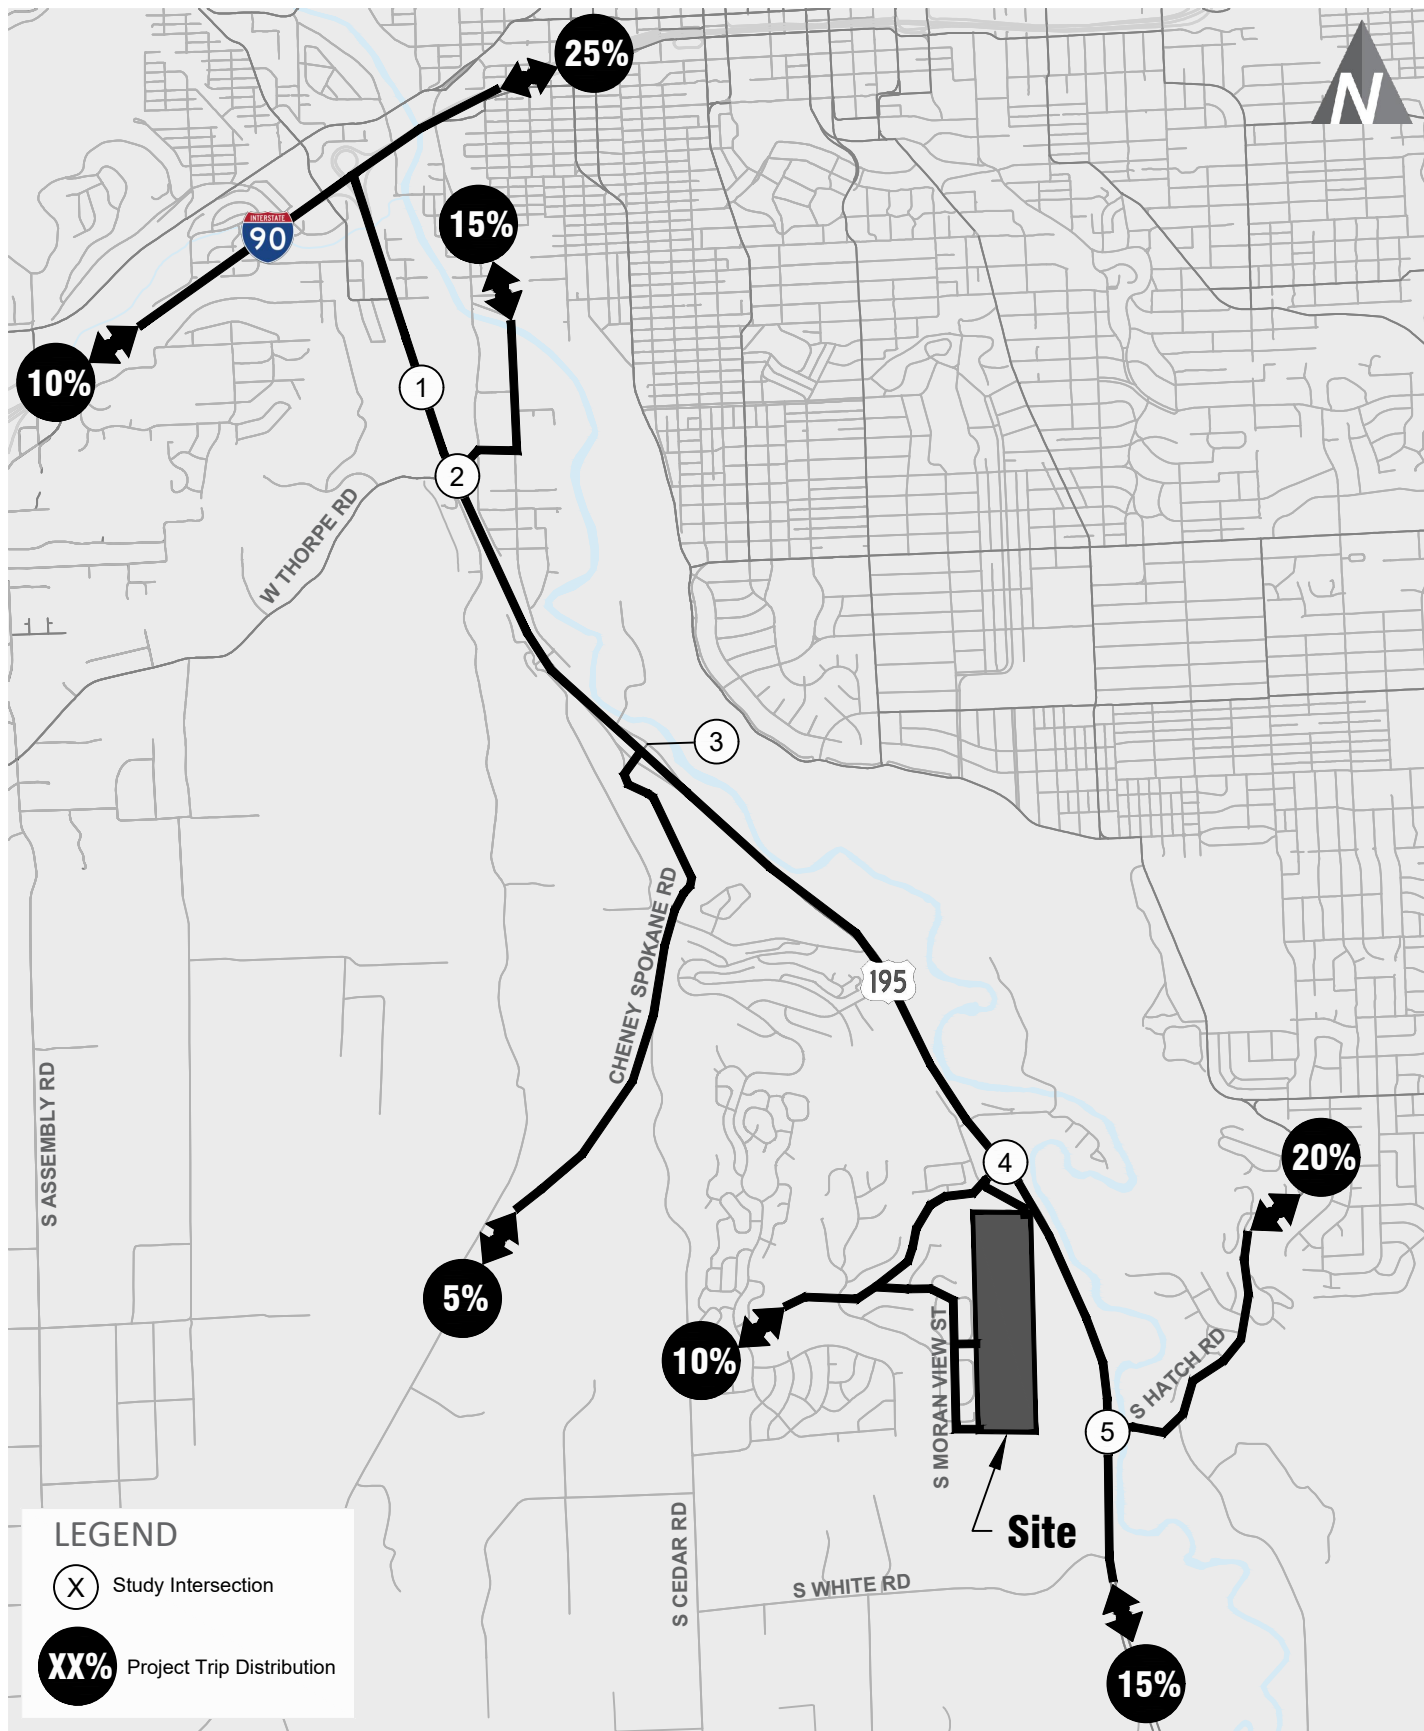 25%
N
15%
INTERSTATE
90
10%
1
2
W THORPE RD
3
CHENEY SPOKANE RD
195
S ASSEMBLY RD
4
20%
5%
10%
S MORAN VIEW ST
S HATCH RD
5
Site
S CEDAR RD
S WHITE RD
15%
LEGEND
X Study Intersection
XX% Project Trip Distribution